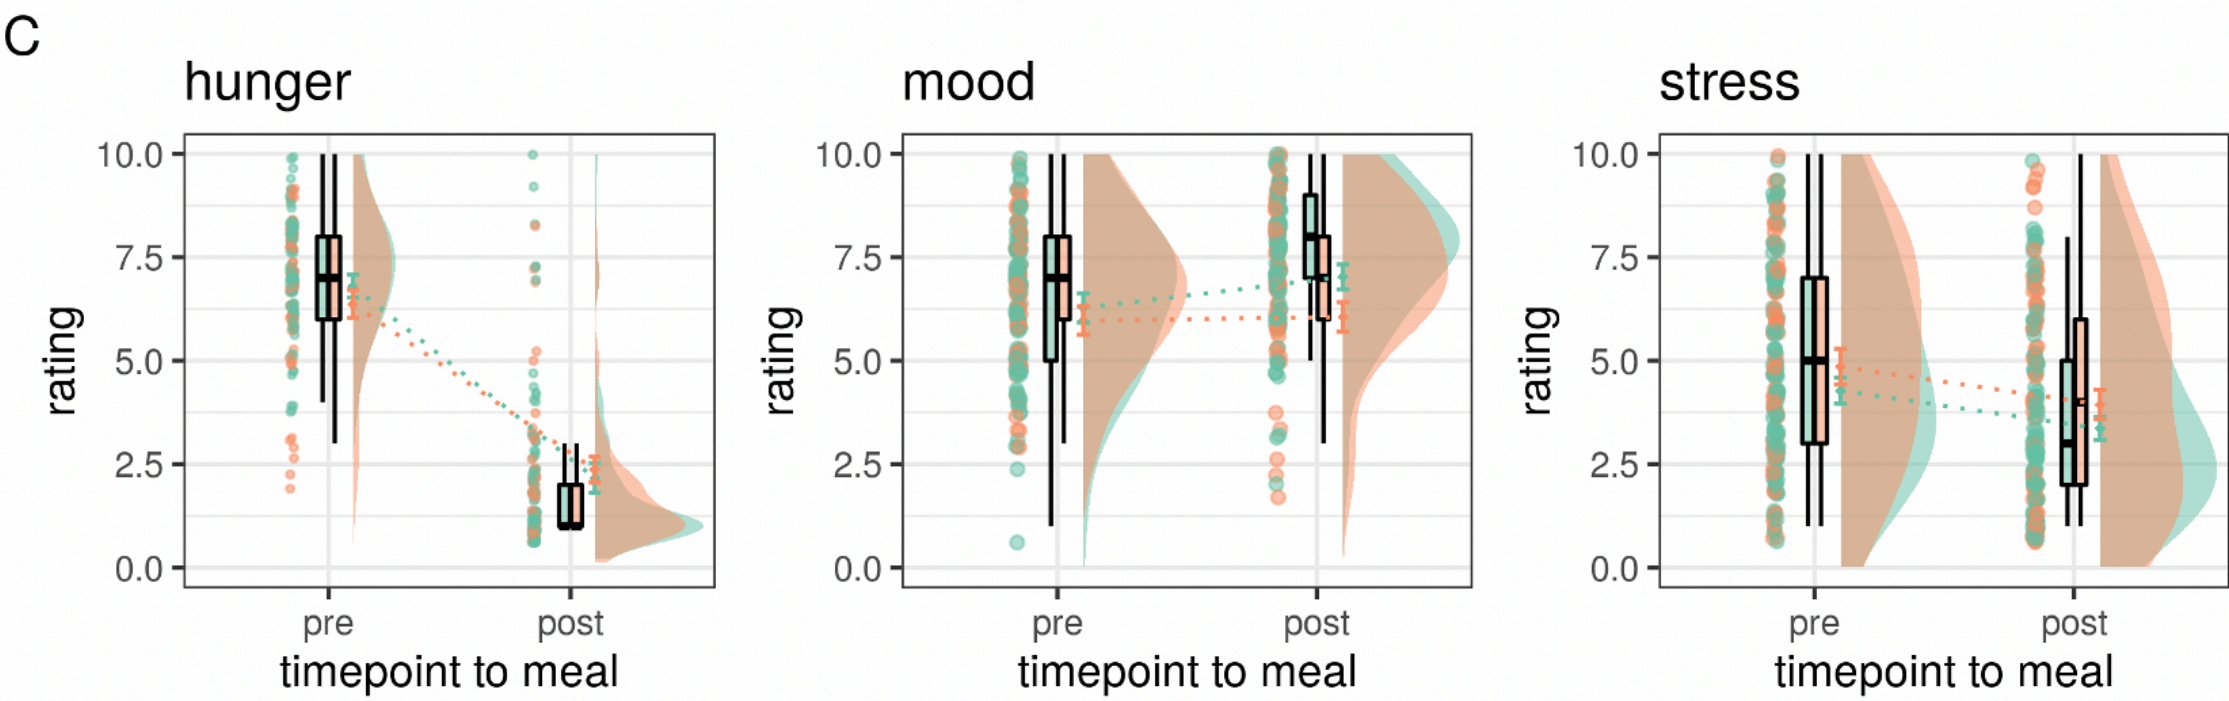 C
hunger
mood
stress
10.0
7.5
5.0
2.5
0.0
rating
pre
post
timepoint to meal
10.0
7.5
5.0
2.5
0.0
rating
pre
post
timepoint to meal
10.0
7.5
5.0
2.5
0.0
rating
pre
post
timepoint to meal